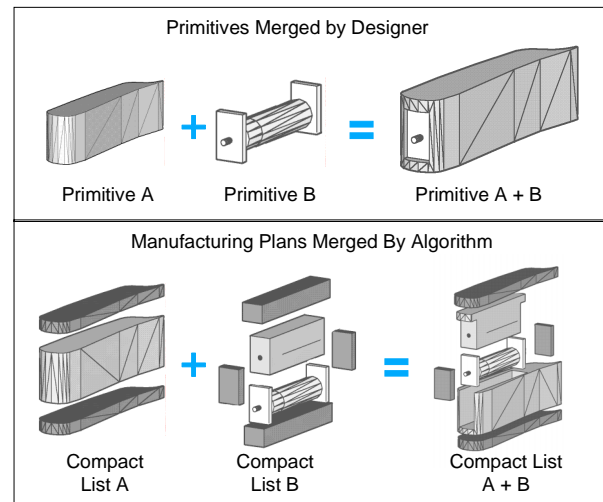 Primitives Merged by Designer
Primitive A
Primitive B
Primitive A + B
Manufacturing Plans Merged By Algorithm
Compact
List A
Compact
List B
Compact List
A + B